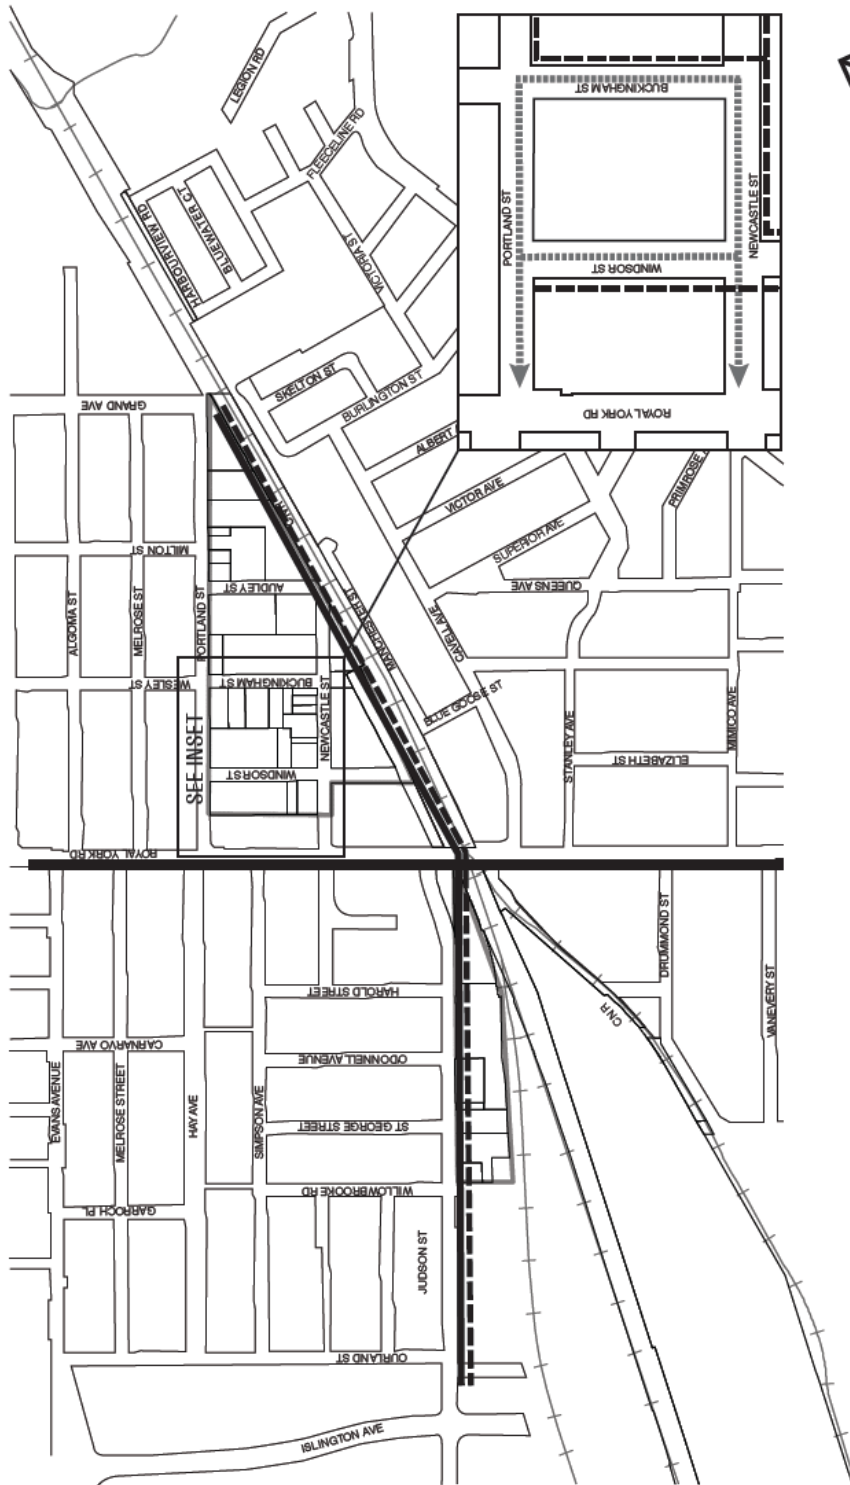 LEGION RD
FLEECELINE RD
HARBOURVIEW RD
BLUEWATER CT
VICTORIA ST
BUCKINGHAM ST
PORTLAND ST
NEWCASTLE ST
WINDSOR ST
ROYAL YORK RD
GRAND AVE
SKELTON ST
BURLINGTON ST
ALBERT
VICTOR AVE
PRIMROSE
SUPERIOR AVE
QUEENS AVE
CNR
MILTON ST
AUDLEY ST
MANCHESTER ST
CAVELL AVE
ALGOMA ST
MELROSE ST
PORTLAND ST
WESLEY ST
BUCKINGHAM ST
NEWCASTLE ST
BLUE GOOSE ST
STANLEY AVE
MIMICO AVE
ELIZABETH ST
SEE INSET
WINDSOR ST
ROYAL YORK RD
DRUMMOND ST
VANEVERY ST
CNR
HAROLD STREET
CARNARVO AVE
O'DONNELL AVENUE
EVANS AVENUE
MELROSE STREET
HAY AVE
SIMPSON AVE
ST GEORGE STREET
WILLOWBROOKE RD
GARROCH PL
JUDSON ST
OURLAND ST
ISLINGTON AVE